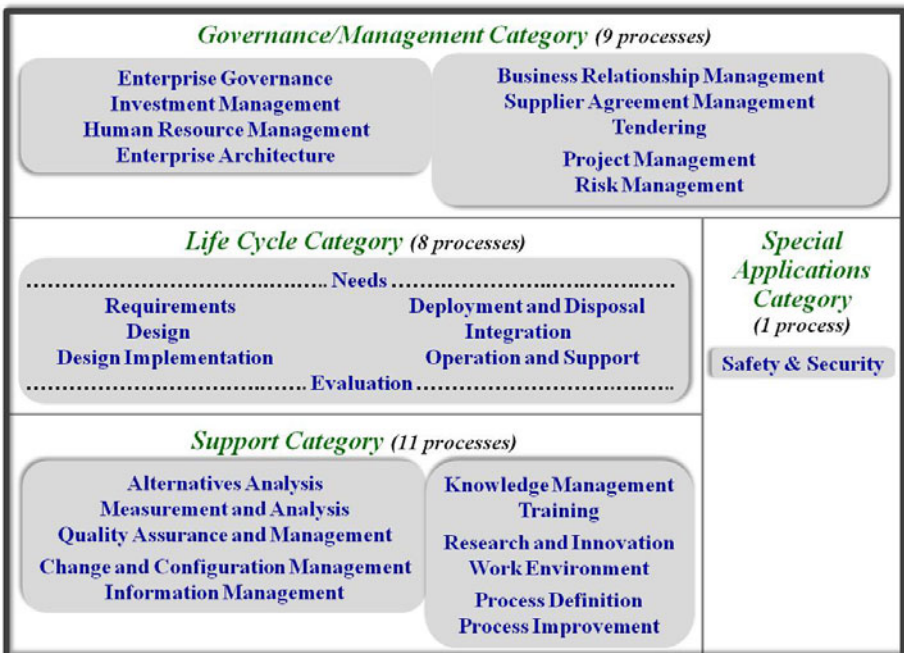 Governance/Management Category (9 processes)
Enterprise Governance
Investment Management
Human Resource Management
Enterprise Architecture
Business Relationship Management
Supplier Agreement Management
Tendering
Project Management
Risk Management
Life Cycle Category (8 processes)
Needs
Requirements
Design
Design Implementation
Deployment and Disposal
Integration
Operation and Support
Evaluation
Special
Applications
Category
(1 process)
Safety & Security
Support Category (11 processes)
Alternatives Analysis
Measurement and Analysis
Quality Assurance and Management
Change and Configuration Management
Information Management
Knowledge Management
Training
Research and Innovation
Work Environment
Process Definition
Process Improvement